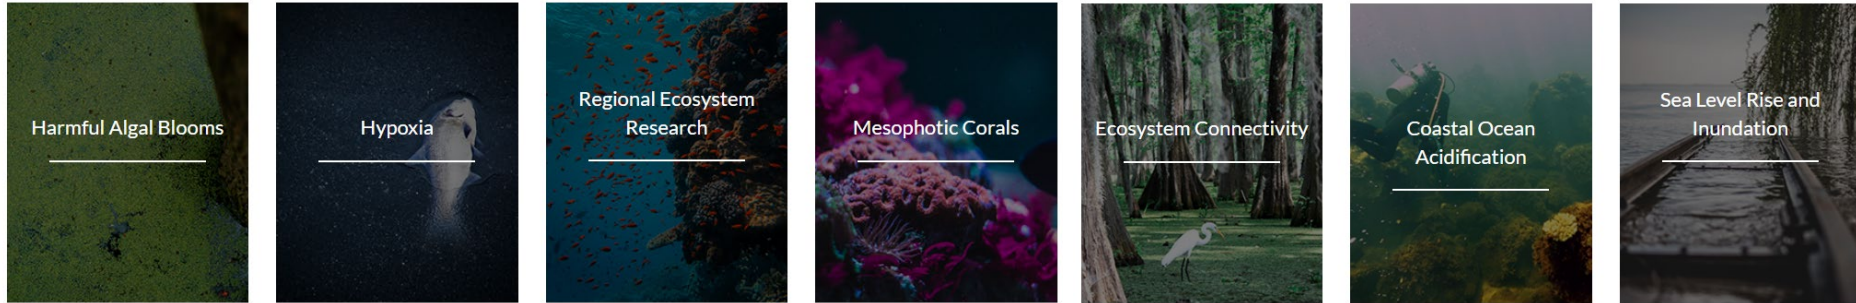 Harmful Algal Blooms
Hypoxia
Regional Ecosystem
Research
Mesophotic Corals
Ecosystem Connectivity
Coastal Ocean
Acidification
Sea Level Rise and
Inundation